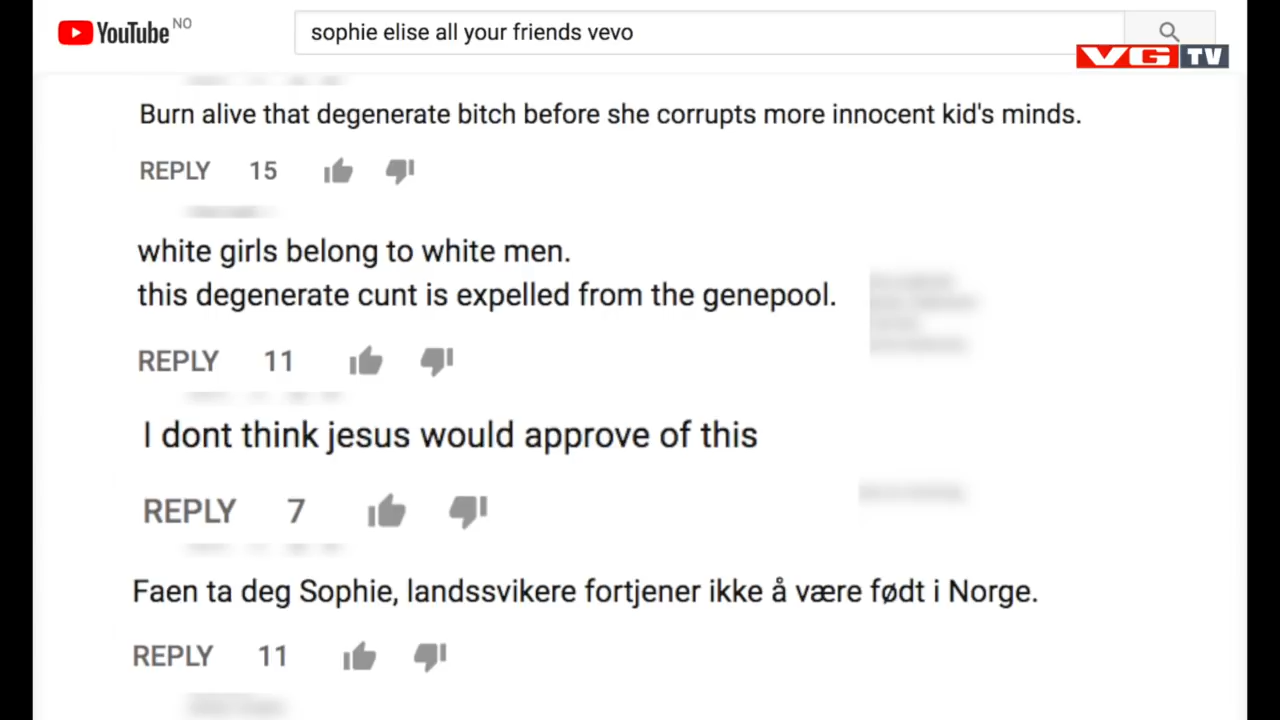 YouTube NO
sophie elise all your friends vevo
VG TV
Burn alive that degenerate bitch before she corrupts more innocent kid's minds.
REPLY 15
white girls belong to white men.
this degenerate cunt is expelled from the genepool.
REPLY 11
I dont think jesus would approve of this
REPLY 7
Faen ta deg Sophie, landssvikere fortjener ikke å være født i Norge.
REPLY 11